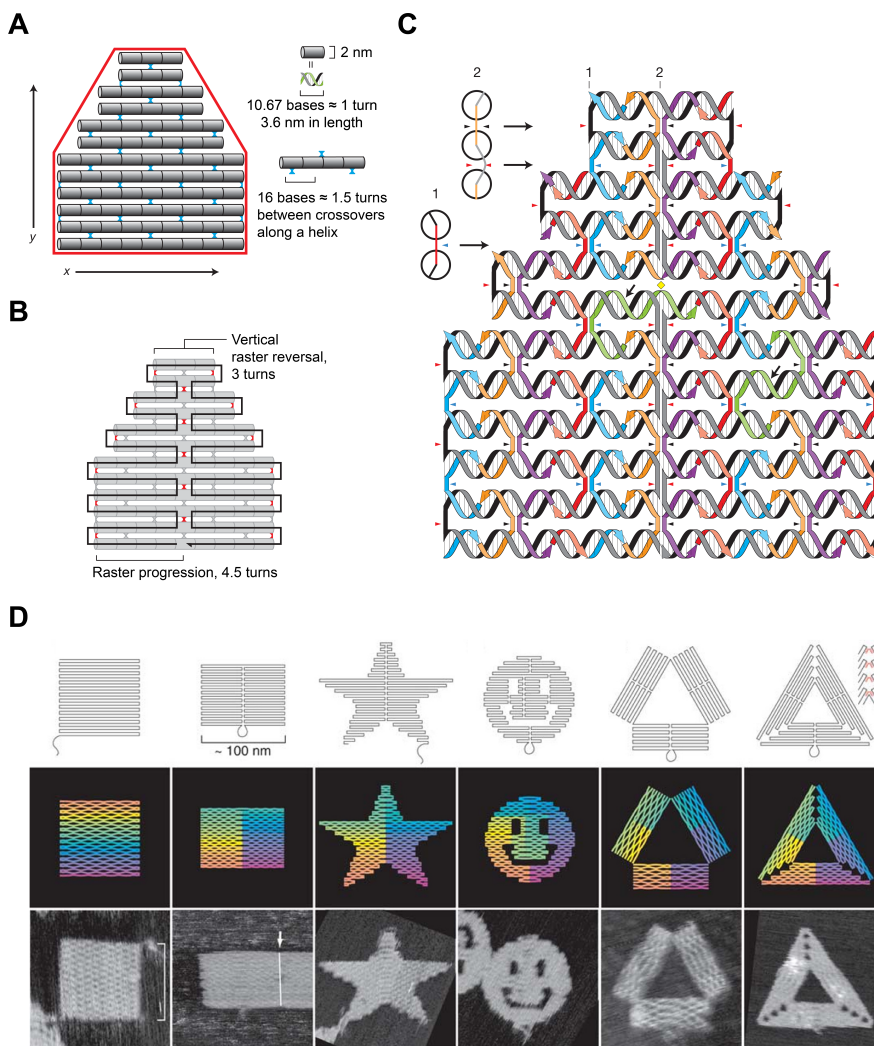 A
2 nm
=
10.67 bases ≈ 1 turn
3.6 nm in length
16 bases ≈ 1.5 turns
between crossovers
along a helix
y
x
B
Vertical
raster reversal,
3 turns
Raster progression, 4.5 turns
C
2
1
2
1
D
~ 100 nm